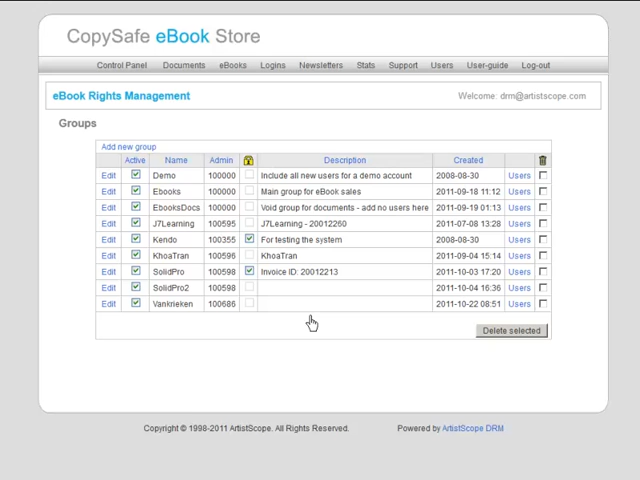 CopySafe eBook Store
Control Panel Documents eBooks Logins Newsletters Stats Support Users User-guide Log-out
eBook Rights Management Welcome: drm@artistscope.com
Groups
Add new group
Active Name Admin Description Created
Edit Demo 100000 Include all new users for a demo account 2008-08-30 Users
Edit Ebooks 100000 Main group for eBook sales 2011-09-18 11:12 Users
Edit EbooksDocs 100000 Void group for documents - add no users here 2011-09-19 01:13 Users
Edit J7Learning 100595 J7Learning - 20012260 2011-07-08 13:28 Users
Edit Kendo 100355 For testing the system 2008-08-30 Users
Edit KhoaTran 100596 KhoaTran 2011-09-04 15:14 Users
Edit SolidPro 100598 Invoice ID: 20012213 2011-10-03 17:20 Users
Edit SolidPro2 100598 2011-10-04 16:36 Users
Edit Vankrieken 100686 2011-10-22 08:51 Users
Delete selected
Copyright © 1998-2011 ArtistScope. All Rights Reserved. Powered by ArtistScope DRM